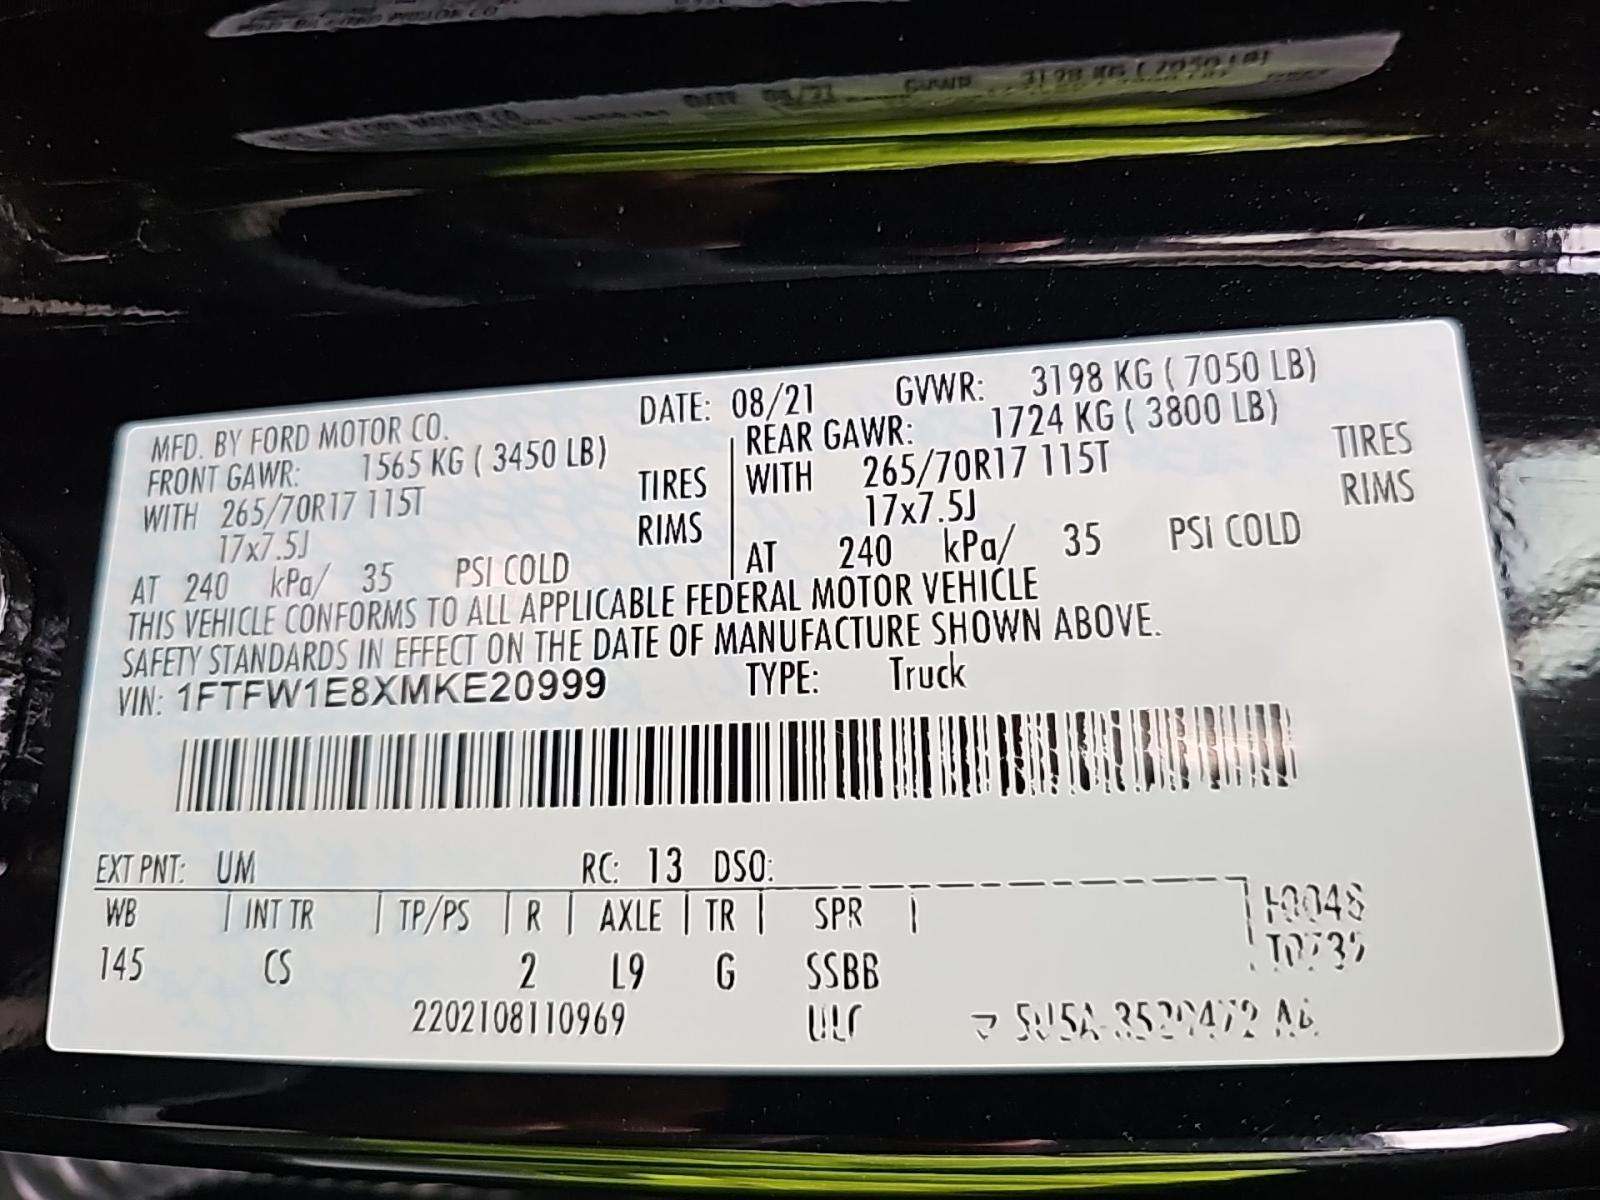 MFD. BY FORD MOTOR CO. DATE: 08/21 GVWR: 3198 KG ( 7050 LB)
FRONT GAWR: 1565 KG ( 3450 LB) REAR GAWR: 1724 KG ( 3800 LB)
WITH 265/70R17 115T TIRES WITH 265/70R17 115T TIRES
17x7.5J RIMS 17x7.5J RIMS
AT 240 kPa/ 35 PSI COLD AT 240 kPa/ 35 PSI COLD
THIS VEHICLE CONFORMS TO ALL APPLICABLE FEDERAL MOTOR VEHICLE
SAFETY STANDARDS IN EFFECT ON THE DATE OF MANUFACTURE SHOWN ABOVE.
VIN: 1FTFW1E8XMKE20999 TYPE: Truck
EXT PNT: UM RC: 13 DSO:
WB INT TR TP/PS R AXLE TR SPR
145 CS 2 L9 G SSBB
2202108110969